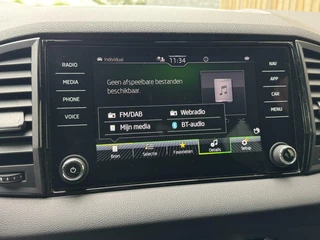 Individual
11:34
RADIO
MEDIA
PHONE
VOICE
Geen afspeelbare bestanden
beschikbaar.
FM/DAB
Webradio
Mijn media
BT-audio
Bron
Selectie
Favorieten
Details
Setup
NAV
APP
CAR
MENU